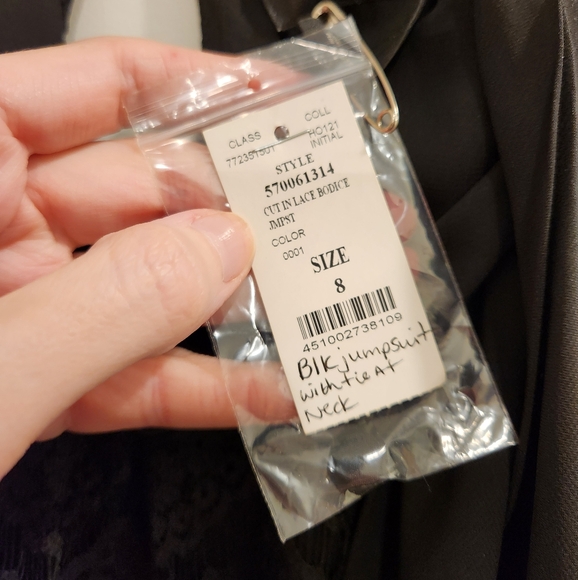 CLASS COLL
HO121
INITIAL
STYLE
570061314
CUT IN LACE BODICE
JMPST
COLOR
0001
SIZE
8
451002738109
Blk jumpsuit
with tie At
Neck